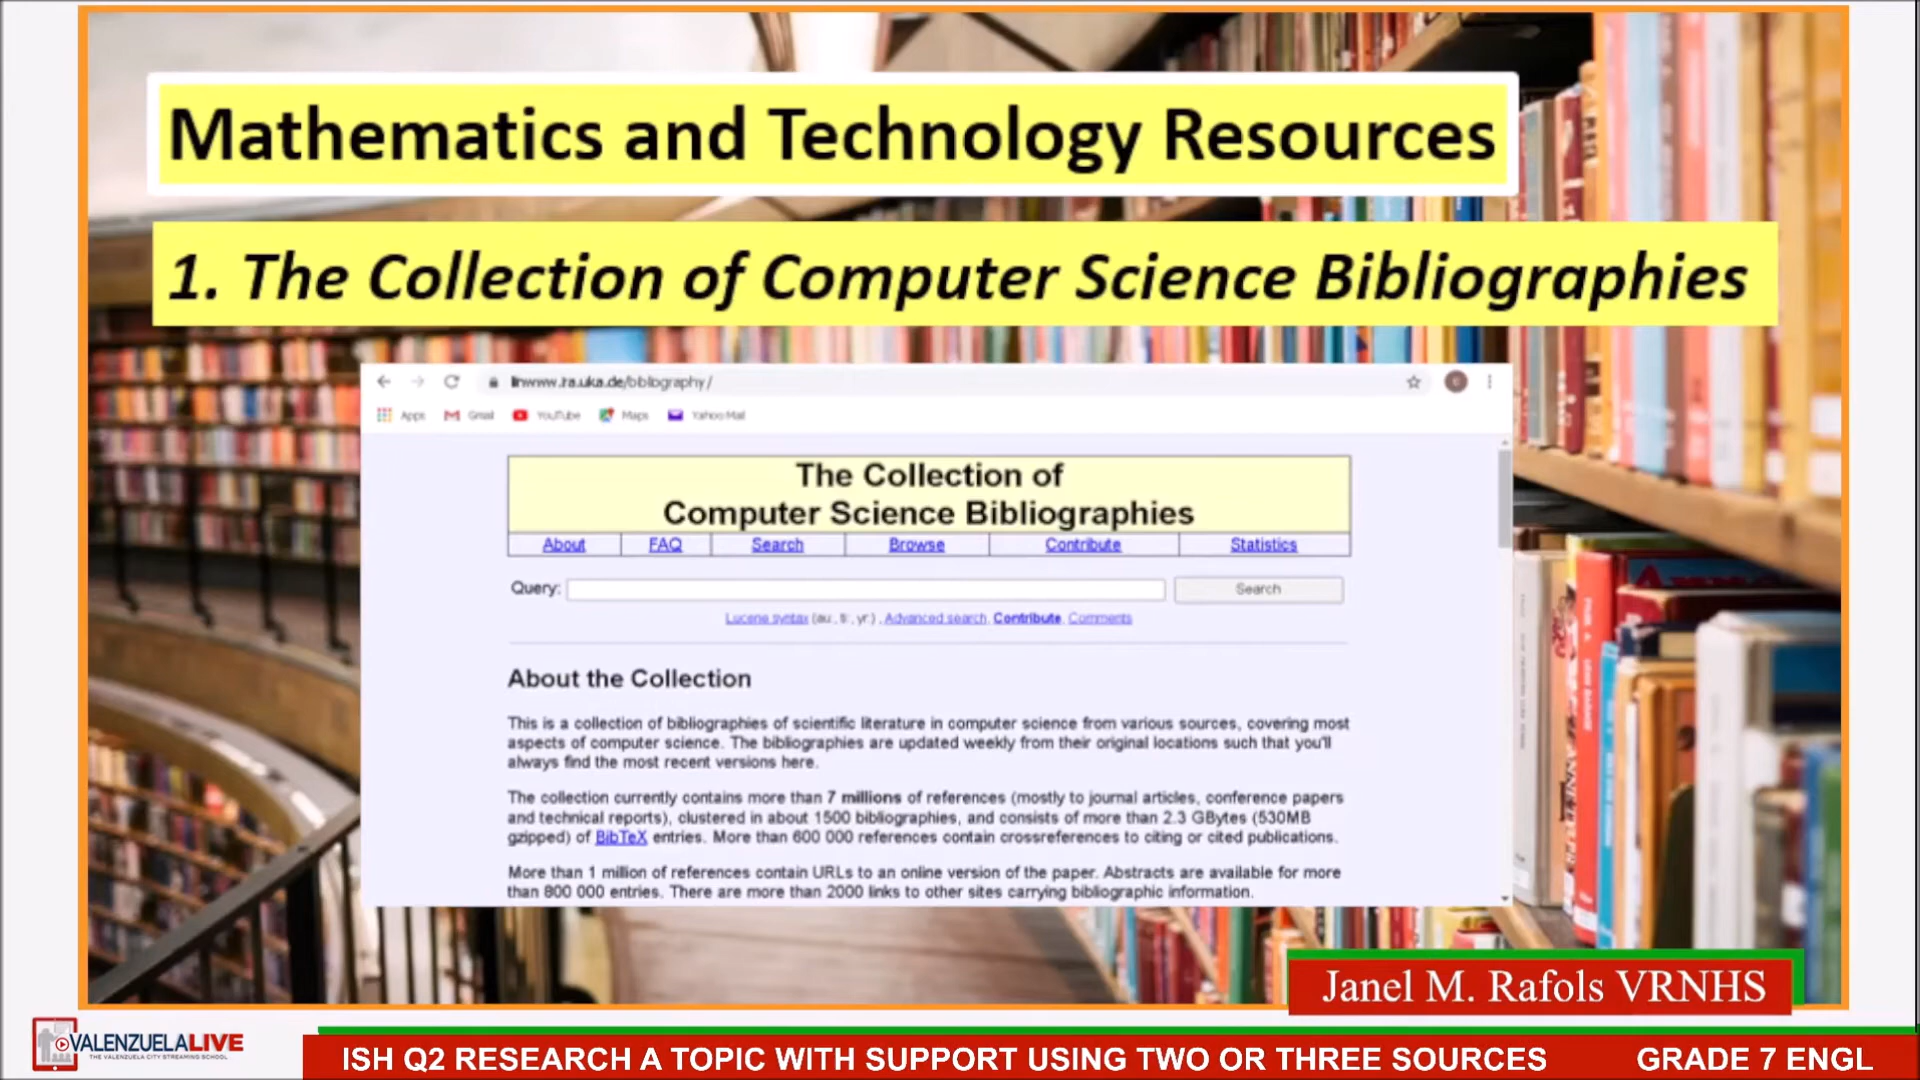 Mathematics and Technology Resources
1. The Collection of Computer Science Bibliographies
Apps Gmail YouTube Maps Yahoo Mail
The Collection of
Computer Science Bibliographies
About FAQ Search Browse Contribute Statistics
Query: Search
Lucene syntax (au:, ti:, yr:), Advanced search, Contribute, Comments
About the Collection
This is a collection of bibliographies of scientific literature in computer science from various sources, covering most
aspects of computer science. The bibliographies are updated weekly from their original locations such that you'll
always find the most recent versions here.
The collection currently contains more than 7 millions of references (mostly to journal articles, conference papers
and technical reports), clustered in about 1500 bibliographies, and consists of more than 2.3 GBytes (530MB
gzipped) of BibTeX entries. More than 600 000 references contain crossreferences to citing or cited publications.
More than 1 million of references contain URLs to an online version of the paper. Abstracts are available for more
than 800 000 entries. There are more than 2000 links to other sites carrying bibliographic information.
Janel M. Rafols VRNHS
VALENZUELALIVE
THE VALENZUELA CITY STREAMING SCHOOL
ISH Q2 RESEARCH A TOPIC WITH SUPPORT USING TWO OR THREE SOURCES GRADE 7 ENGL